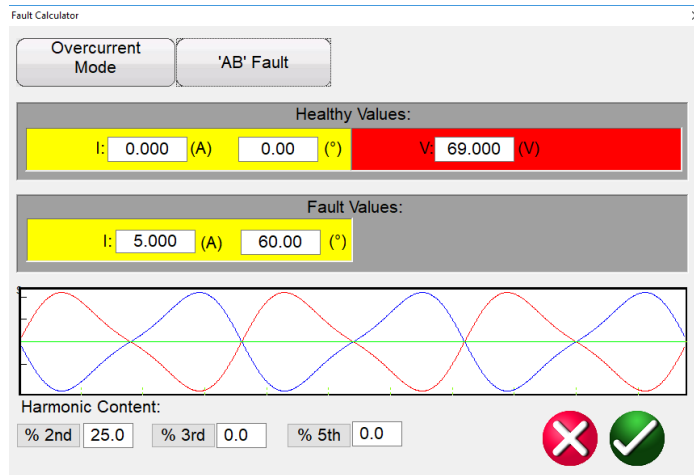 Fault Calculator
Overcurrent
Mode
'AB' Fault
Healthy Values:
I: 0.000 (A) 0.00 (°) V: 69.000 (V)
Fault Values:
I: 5.000 (A) 60.00 (°)
Harmonic Content:
% 2nd 25.0 % 3rd 0.0 % 5th 0.0